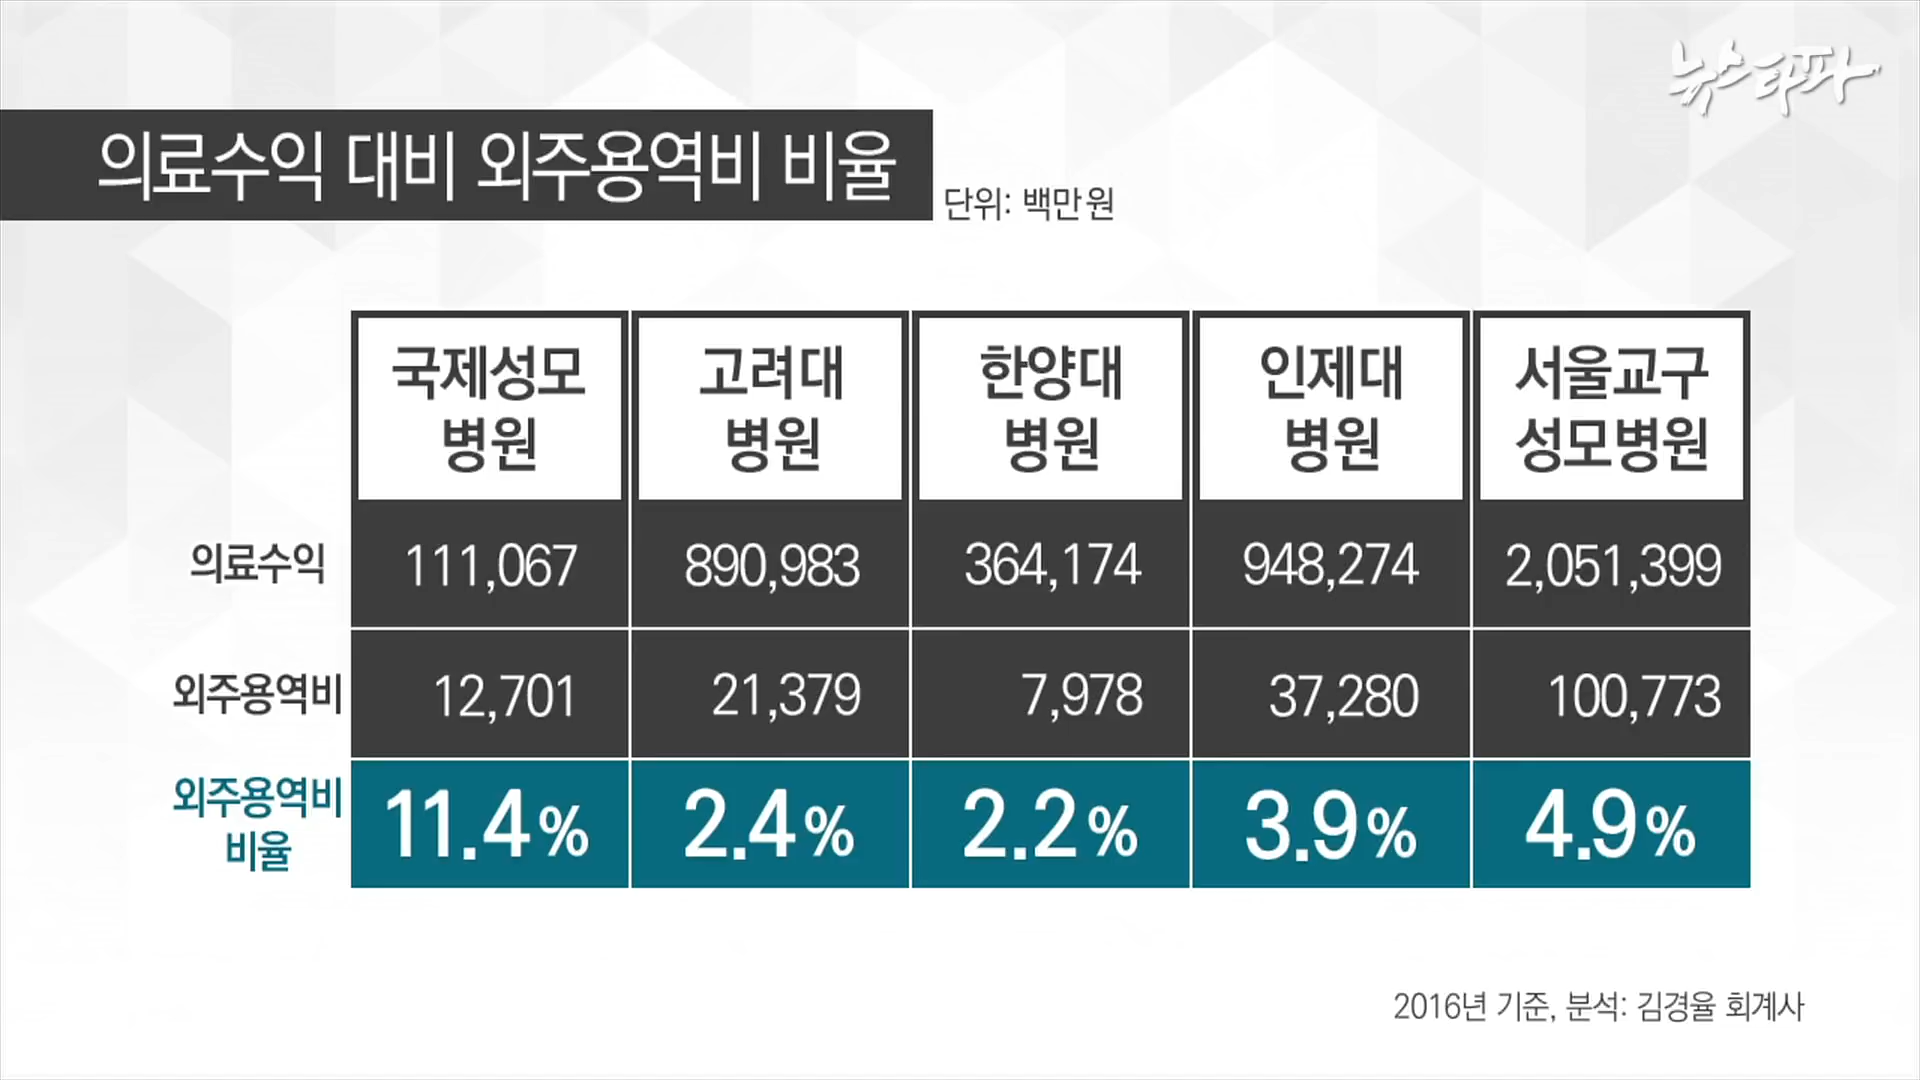 뉴스타파
의료수익 대비 외주용역비 비율
단위: 백만원
국제성모 병원 고려대 병원 한양대 병원 인제대 병원 서울교구 성모병원
의료수익 111,067 890,983 364,174 948,274 2,051,399
외주용역비 12,701 21,379 7,978 37,280 100,773
외주용역비 비율 11.4% 2.4% 2.2% 3.9% 4.9%
2016년 기준, 분석: 김경율 회계사